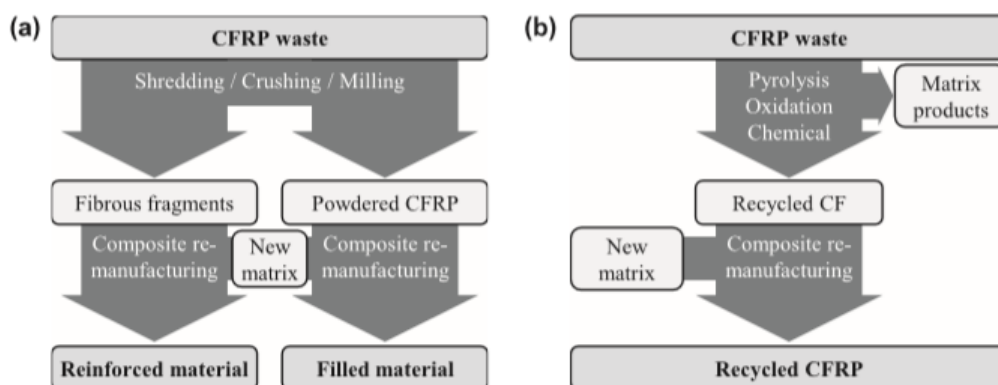 (a)
CFRP waste
Shredding / Crushing / Milling
Fibrous fragments
Powdered CFRP
Composite re-
manufacturing
New
matrix
Composite re-
manufacturing
Reinforced material
Filled material
(b)
CFRP waste
Pyrolysis
Oxidation
Chemical
Matrix
products
Recycled CF
New
matrix
Composite re-
manufacturing
Recycled CFRP